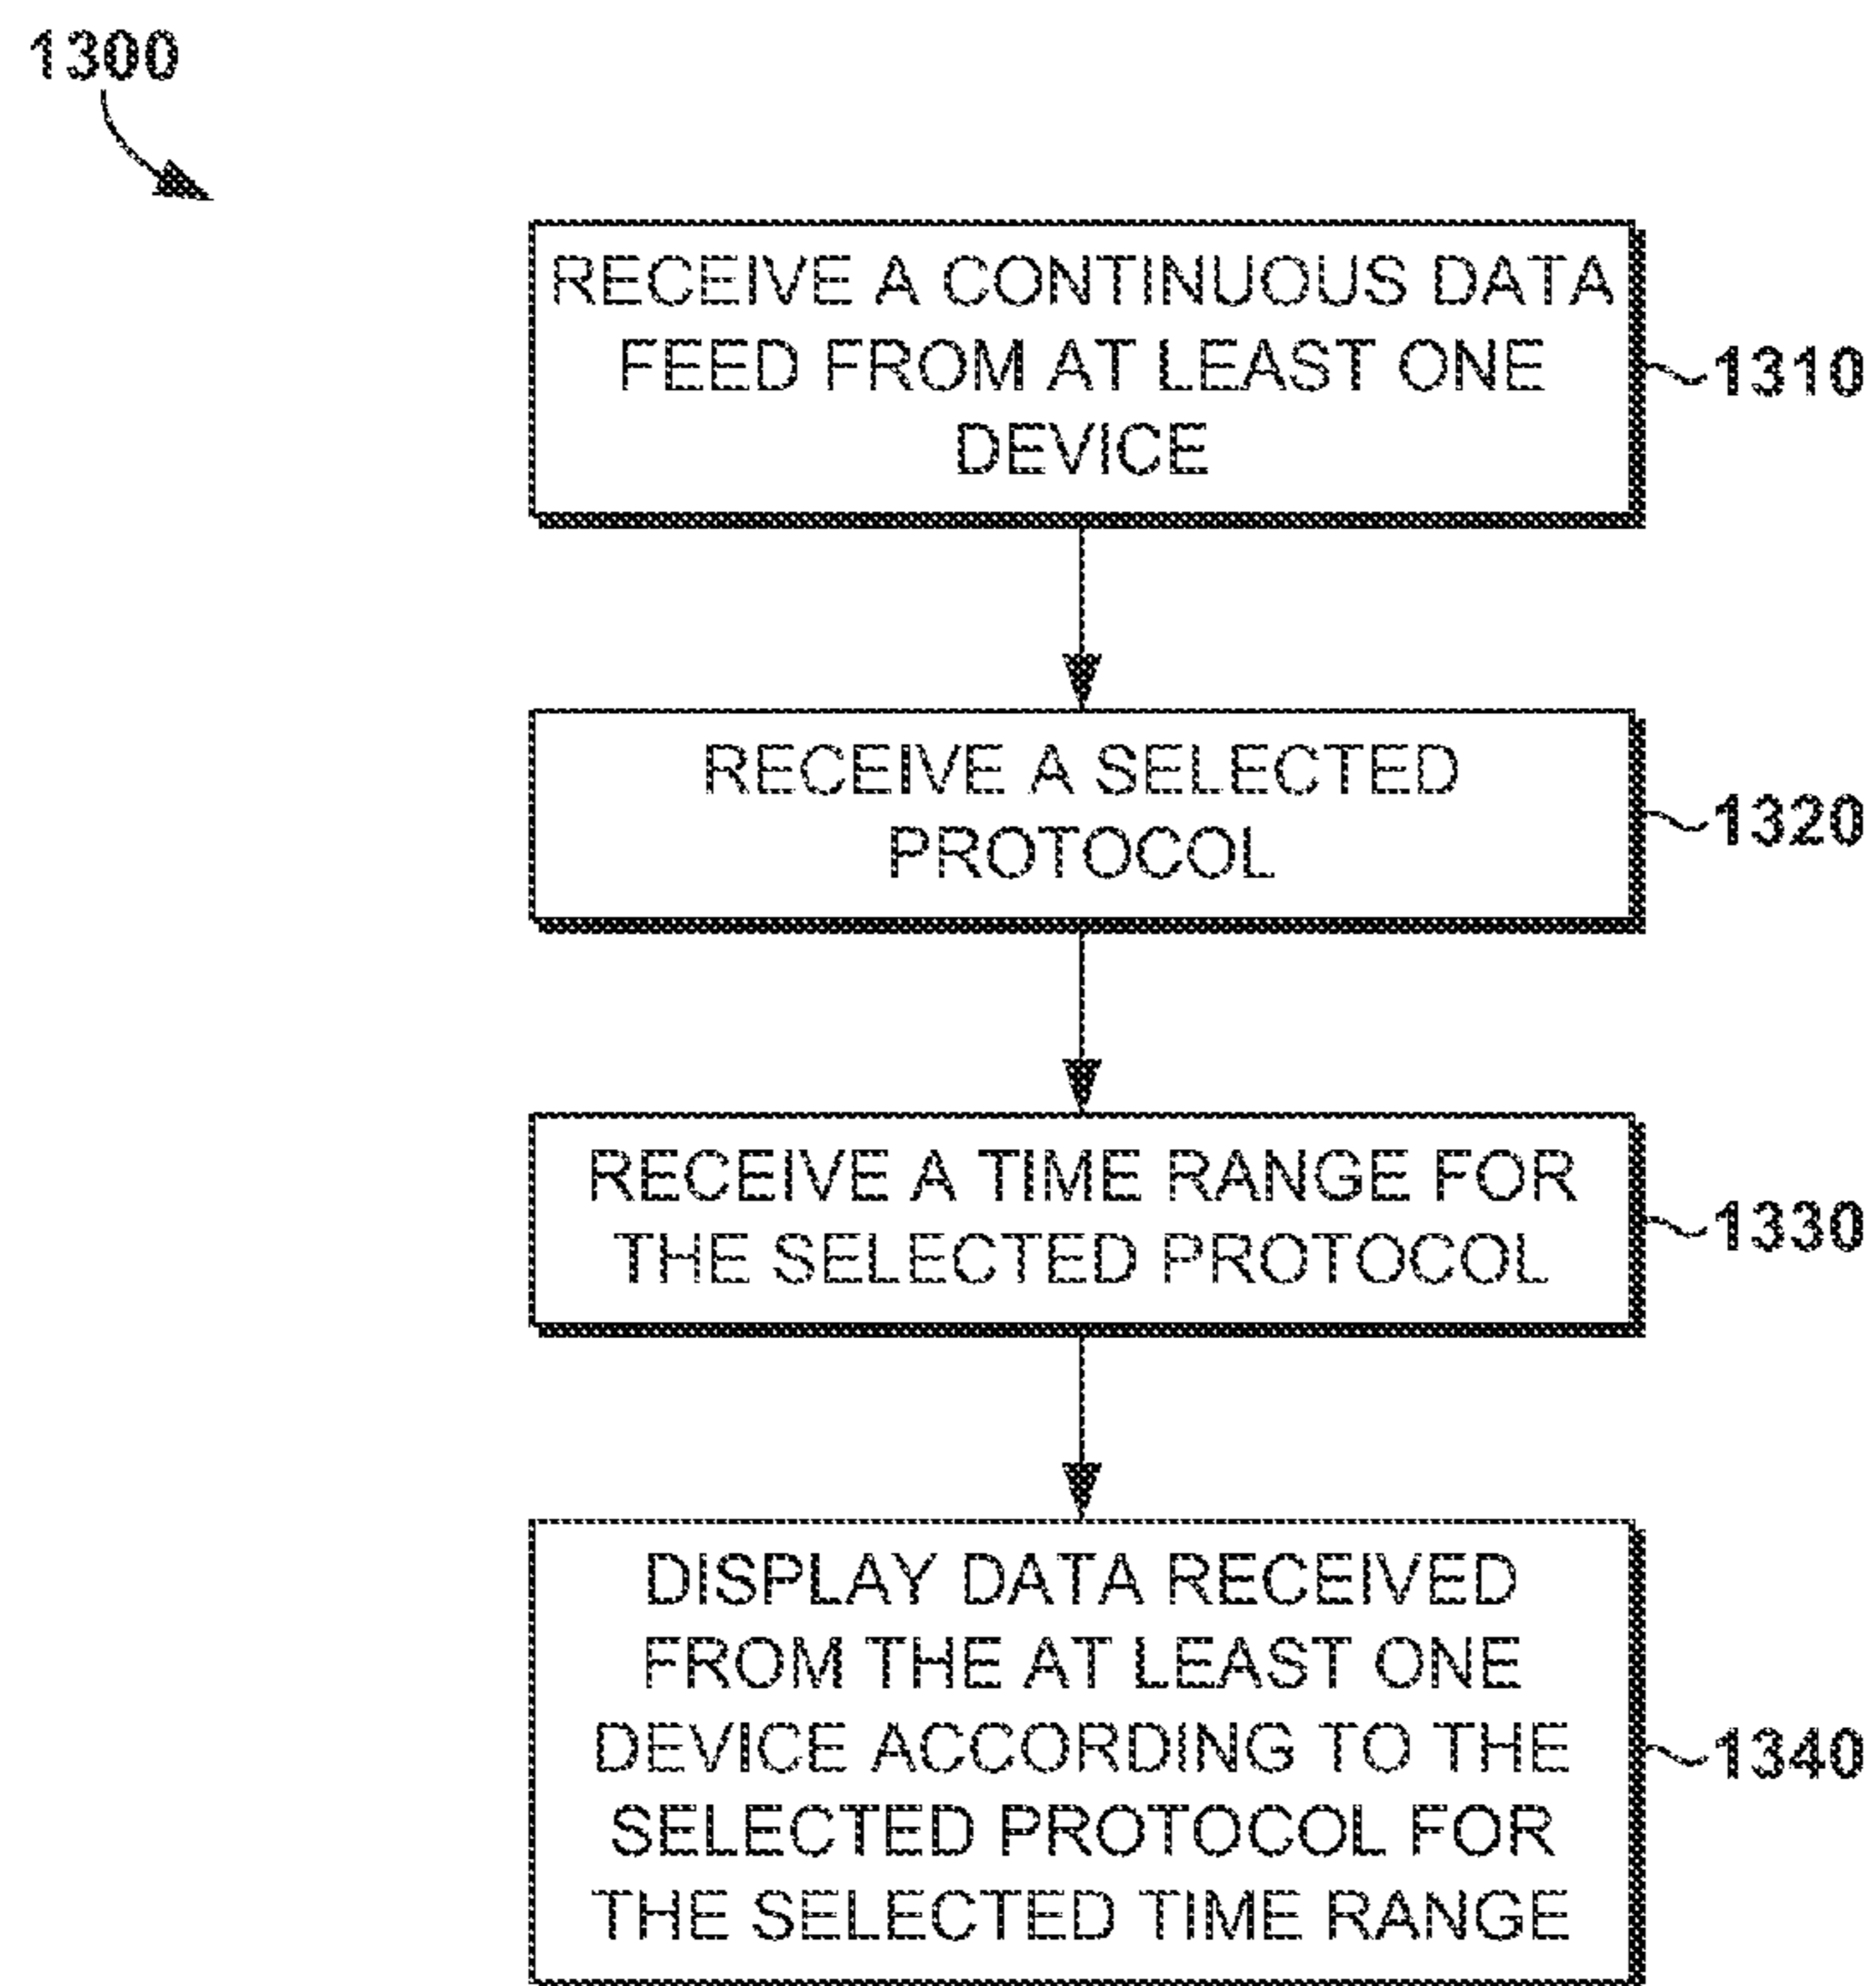 1300
RECEIVE A CONTINUOUS DATA
FEED FROM AT LEAST ONE
DEVICE
1310
RECEIVE A SELECTED
PROTOCOL
1320
RECEIVE A TIME RANGE FOR
THE SELECTED PROTOCOL
1330
DISPLAY DATA RECEIVED
FROM THE AT LEAST ONE
DEVICE ACCORDING TO THE
SELECTED PROTOCOL FOR
THE SELECTED TIME RANGE
1340